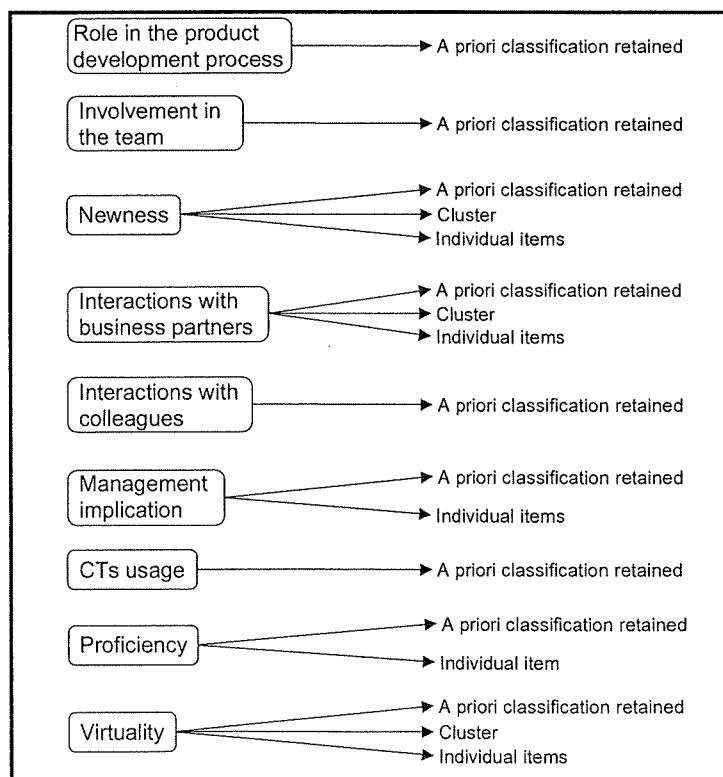 Role in the product
development process
A priori classification retained
Involvement in
the team
A priori classification retained
Newness
A priori classification retained
Cluster
Individual items
Interactions with
business partners
A priori classification retained
Cluster
Individual items
Interactions with
colleagues
A priori classification retained
Management
implication
A priori classification retained
Individual items
CTs usage
A priori classification retained
Proficiency
A priori classification retained
Individual item
Virtuality
A priori classification retained
Cluster
Individual items